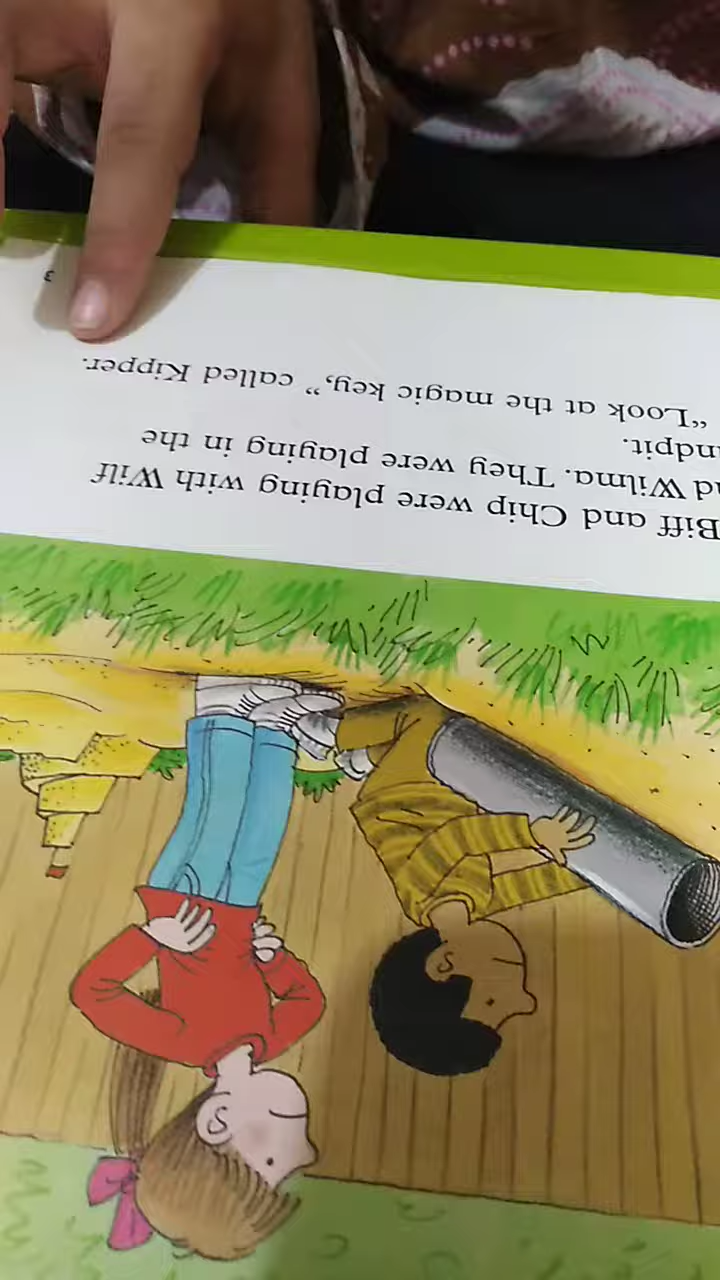 Biff and Chip were playing with Wilf
nd Wilma. They were playing in the
ndpit.
“Look at the magic key,” called Kipper.
3